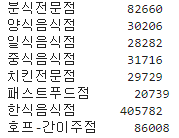 분식전문점 82660
양식음식점 30206
일식음식점 28282
중식음식점 31716
치킨전문점 29729
패스트푸드점 20739
한식음식점 405782
호프-간이주점 86008